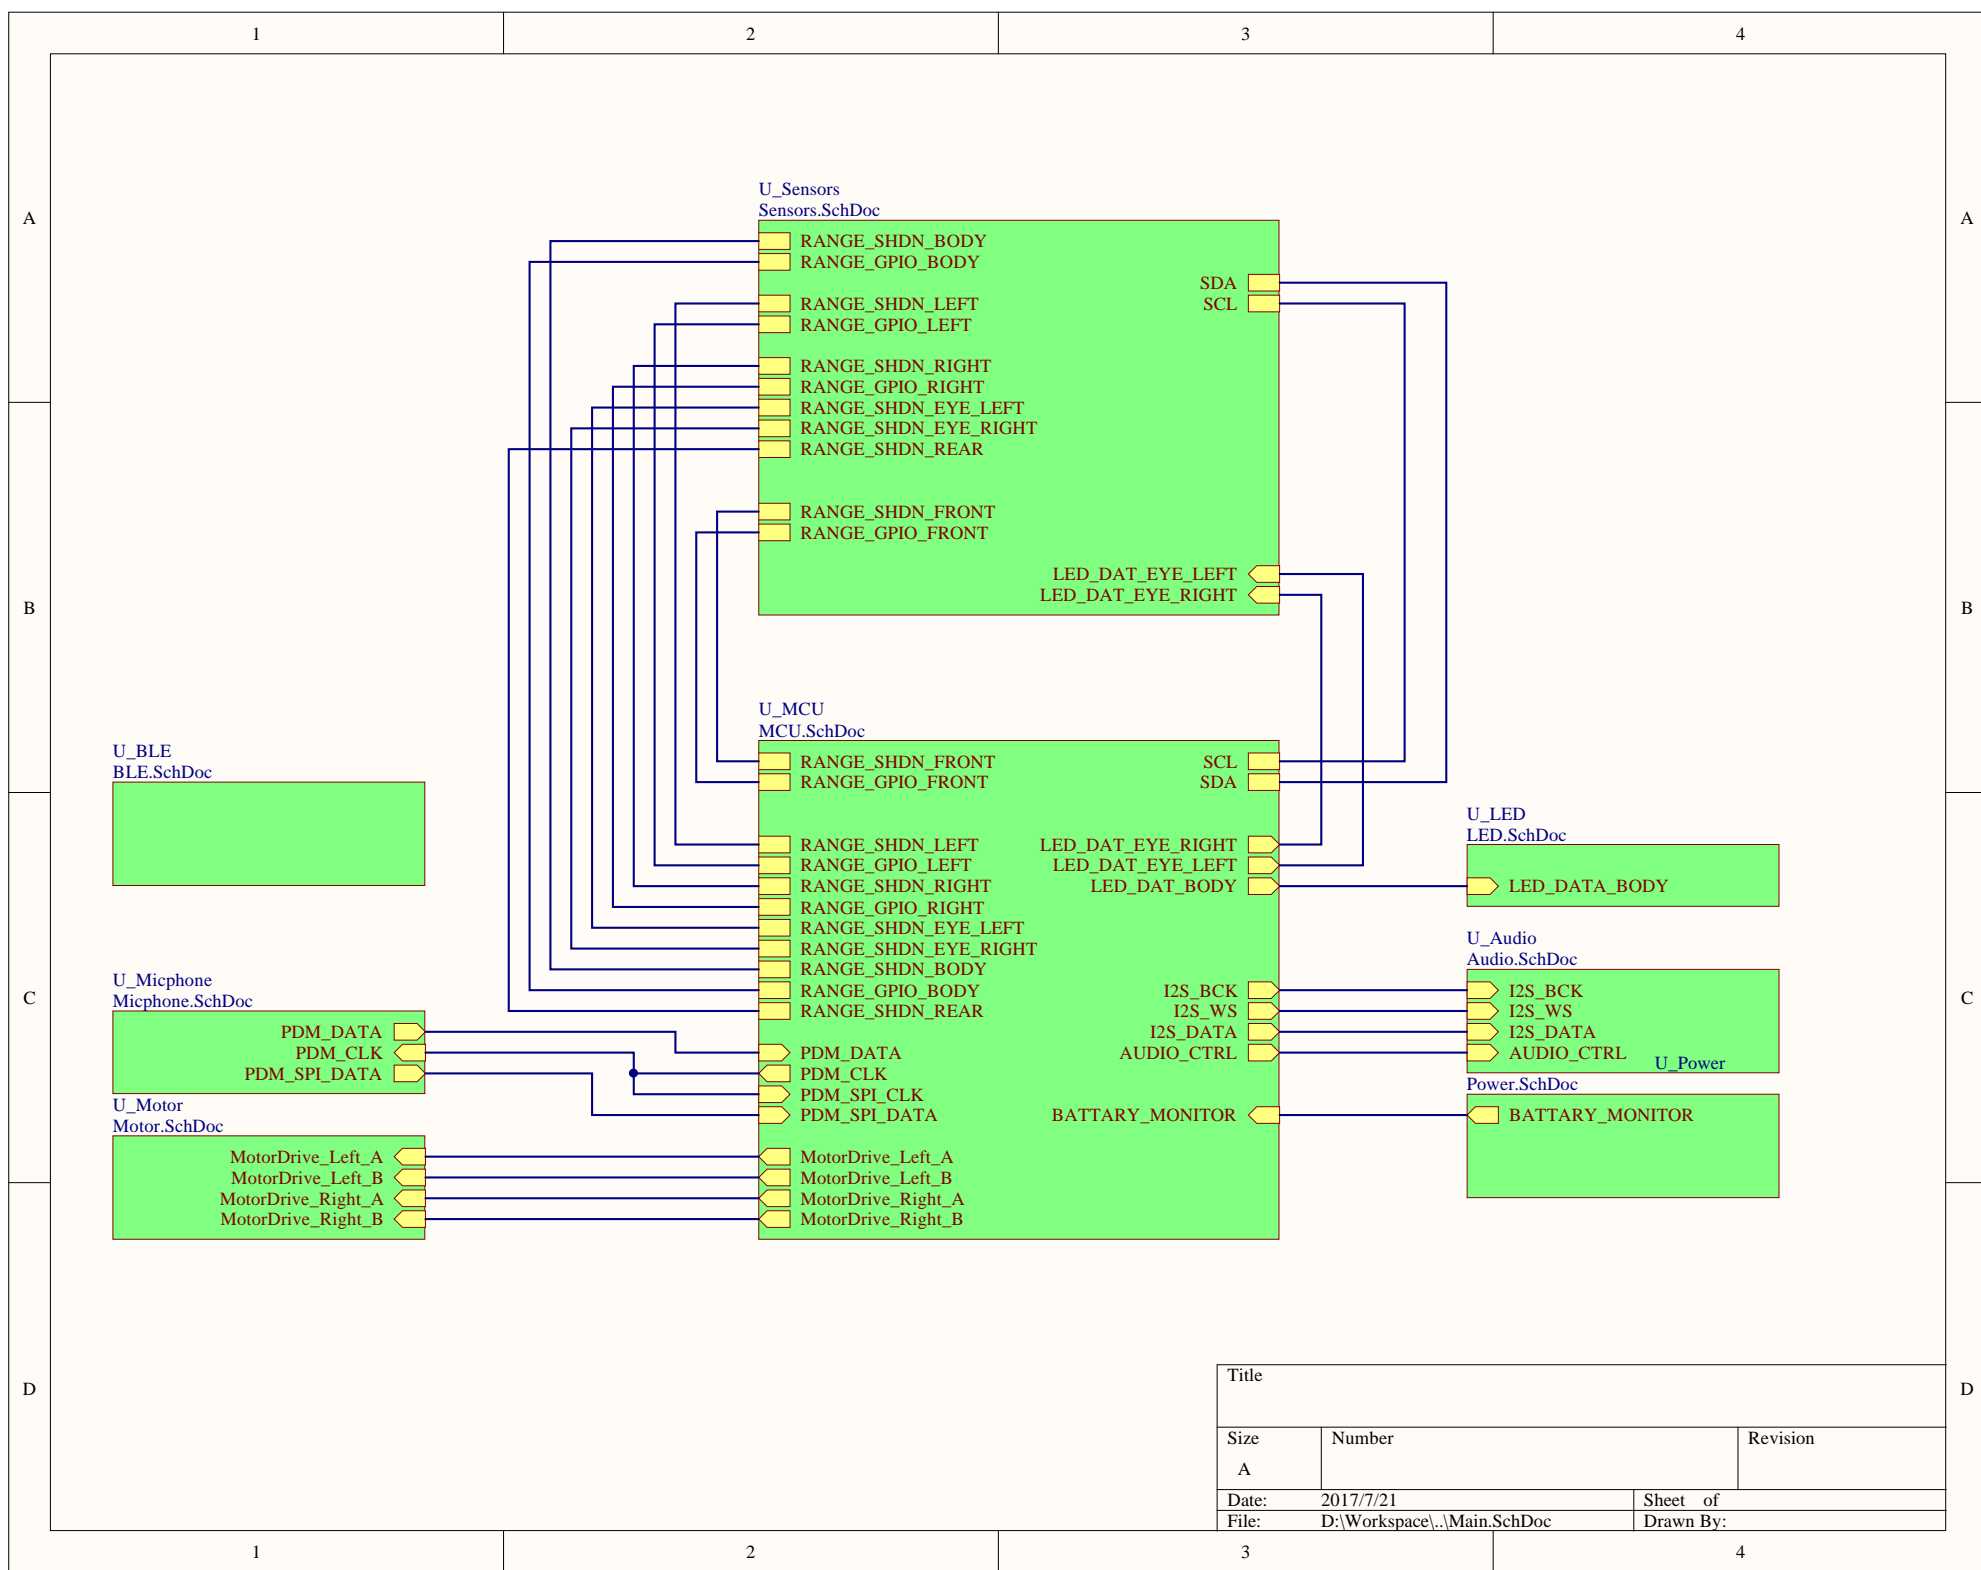 1 2 3 4
A A
B B
C C
D D
U_Sensors
Sensors.SchDoc
RANGE_SHDN_BODY
RANGE_GPIO_BODY
RANGE_SHDN_LEFT
RANGE_GPIO_LEFT
RANGE_SHDN_RIGHT
RANGE_GPIO_RIGHT
RANGE_SHDN_EYE_LEFT
RANGE_SHDN_EYE_RIGHT
RANGE_SHDN_REAR
RANGE_SHDN_FRONT
RANGE_GPIO_FRONT
SDA
SCL
LED_DAT_EYE_LEFT
LED_DAT_EYE_RIGHT
U_MCU
MCU.SchDoc
RANGE_SHDN_FRONT
RANGE_GPIO_FRONT
RANGE_SHDN_LEFT
RANGE_GPIO_LEFT
RANGE_SHDN_RIGHT
RANGE_GPIO_RIGHT
RANGE_SHDN_EYE_LEFT
RANGE_SHDN_EYE_RIGHT
RANGE_SHDN_BODY
RANGE_GPIO_BODY
RANGE_SHDN_REAR
PDM_DATA
PDM_CLK
PDM_SPI_CLK
PDM_SPI_DATA
MotorDrive_Left_A
MotorDrive_Left_B
MotorDrive_Right_A
MotorDrive_Right_B
SCL
SDA
LED_DAT_EYE_RIGHT
LED_DAT_EYE_LEFT
LED_DAT_BODY
I2S_BCK
I2S_WS
I2S_DATA
AUDIO_CTRL
BATTARY_MONITOR
U_BLE
BLE.SchDoc
U_Micphone
Micphone.SchDoc
PDM_DATA
PDM_CLK
PDM_SPI_DATA
U_Motor
Motor.SchDoc
MotorDrive_Left_A
MotorDrive_Left_B
MotorDrive_Right_A
MotorDrive_Right_B
U_LED
LED.SchDoc
LED_DATA_BODY
U_Audio
Audio.SchDoc
I2S_BCK
I2S_WS
I2S_DATA
AUDIO_CTRL
U_Power
Power.SchDoc
BATTARY_MONITOR
Title
Size Number Revision
A
Date: 2017/7/21 Sheet of
File: D:\Workspace\..\Main.SchDoc Drawn By:
1 2 3 4